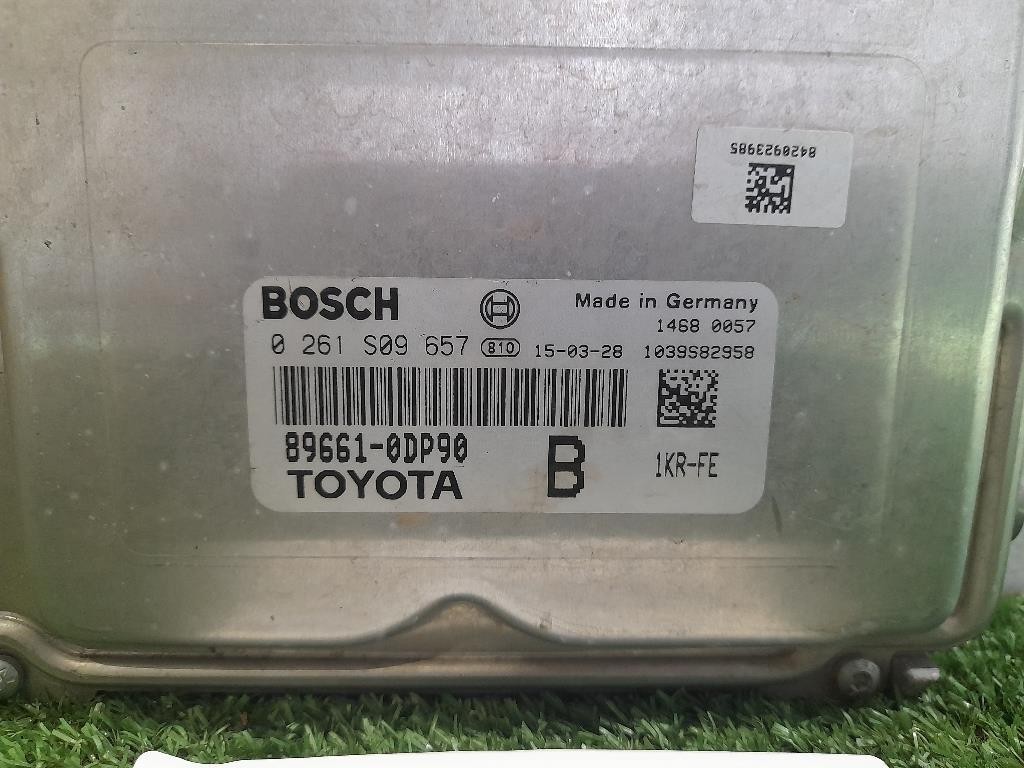 84209923985
BOSCH
Made in Germany
1468 0057
0 261 S09 657 810 15-03-28 1039S82958
89661-0DP90
TOYOTA
B
1KR-FE